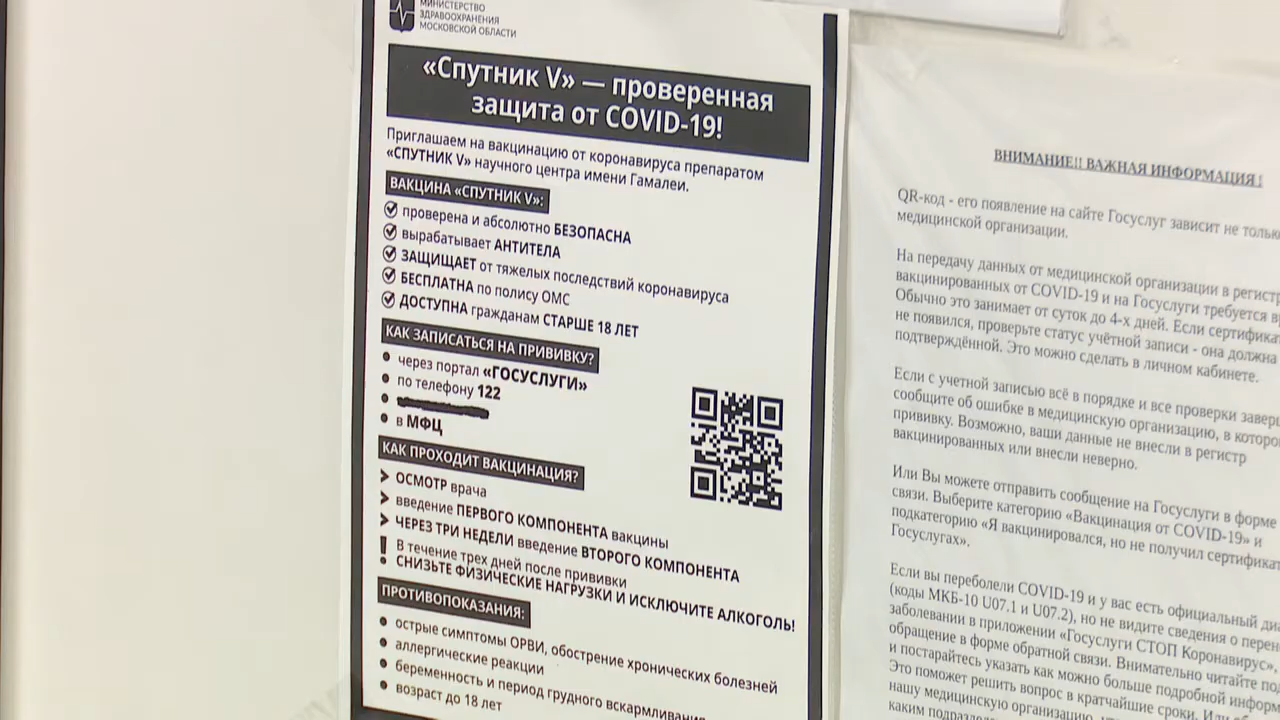 МИНИСТЕРСТВО
ЗДРАВООХРАНЕНИЯ
МОСКОВСКОЙ ОБЛАСТИ
«Спутник V» — проверенная
защита от COVID-19!
Приглашаем на вакцинацию от коронавируса препаратом
«СПУТНИК V» научного центра имени Гамалеи.
ВАКЦИНА «СПУТНИК V»:
проверена и абсолютно БЕЗОПАСНА
вырабатывает АНТИТЕЛА
ЗАЩИЩАЕТ от тяжелых последствий коронавируса
БЕСПЛАТНА по полису ОМС
ДОСТУПНА гражданам СТАРШЕ 18 ЛЕТ
КАК ЗАПИСАТЬСЯ НА ПРИВИВКУ?
через портал «ГОСУСЛУГИ»
по телефону 122
в МФЦ
КАК ПРОХОДИТ ВАКЦИНАЦИЯ?
ОСМОТР врача
введение ПЕРВОГО КОМПОНЕНТА вакцины
ЧЕРЕЗ ТРИ НЕДЕЛИ введение ВТОРОГО КОМПОНЕНТА
В течение трех дней после прививки
СНИЗЬТЕ ФИЗИЧЕСКИЕ НАГРУЗКИ И ИСКЛЮЧИТЕ АЛКОГОЛЬ!
ПРОТИВОПОКАЗАНИЯ:
острые симптомы ОРВИ, обострение хронических болезней
аллергические реакции
беременность и период грудного вскармливания
возраст до 18 лет
ВНИМАНИЕ!! ВАЖНАЯ ИНФОРМАЦИЯ!
QR-код - его появление на сайте Госуслуг зависит не только
медицинской организации.
На передачу данных от медицинской организации в регистр
вакцинированных от COVID-19 и на Госуслуги требуется
Обычно это занимает от суток до 4-х дней. Если сертификат
не появился, проверьте статус учётной записи - она должна
подтверждённой. Это можно сделать в личном кабинете.
Если с учетной записью всё в порядке и все проверки
сообщите об ошибке в медицинскую организацию, в которой
прививку. Возможно, ваши данные не внесли в регистр
вакцинированных или внесли неверно.
Или Вы можете отправить сообщение на Госуслуги в форме
связи. Выберите категорию «Вакцинация от COVID-19» и
подкатегорию «Я вакцинировался, но не получил сертификат
Госуслугах».
Если вы переболели COVID-19 и у вас есть официальный
(коды МКБ-10 U07.1 и U07.2), но не видите сведения о
заболевании в приложении «Госуслуги СТОП Коронавирус»,
обращение в форме обратной связи. Внимательно читайте
и постарайтесь указать как можно больше подробной
Это поможет решить вопрос в кратчайшие сроки. Или
нашу медицинскую организацию,
каким